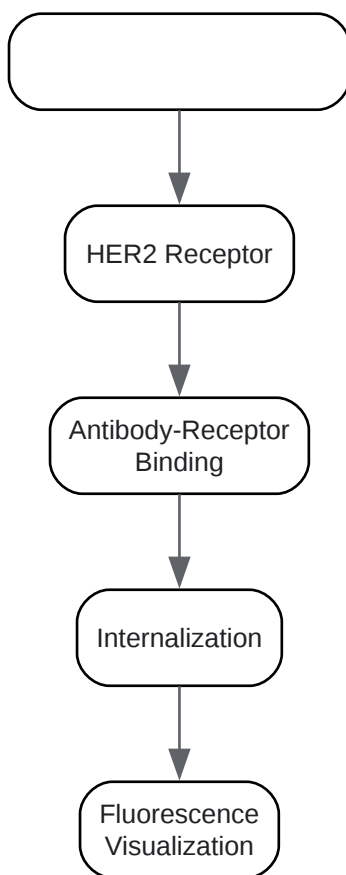 HER2 Receptor
Antibody-Receptor
Binding
Internalization
Fluorescence
Visualization